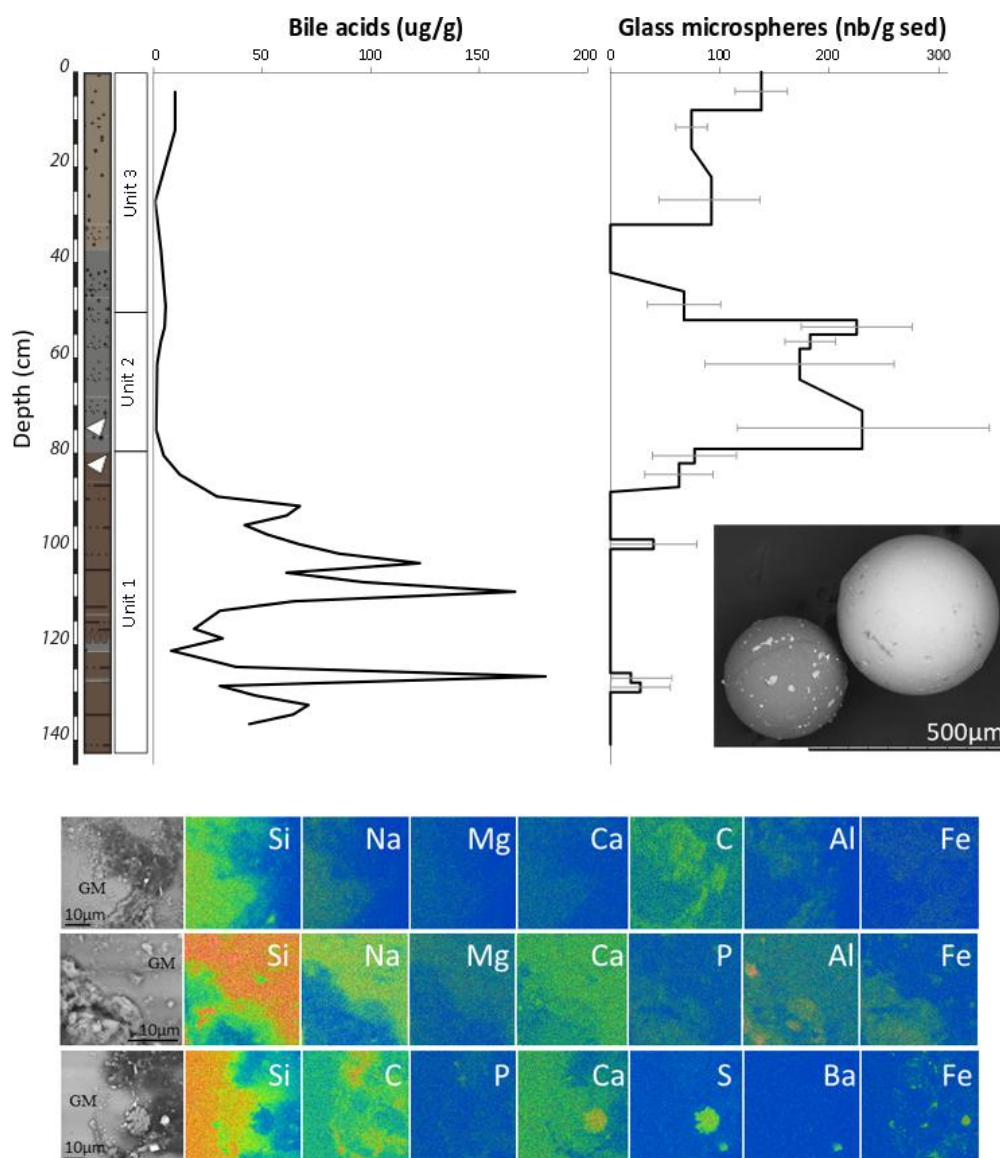 Bile acids (ug/g) Glass microspheres (nb/g sed)
0 50 100 150 200 0 100 200 300
0
20
40
60
80
100
120
140
Depth (cm)
Unit 3
Unit 2
Unit 1
500µm
GM 10µm Si Na Mg Ca C Al Fe
GM 10µm Si Na Mg Ca P Al Fe
GM 10µm Si C P Ca S Ba Fe